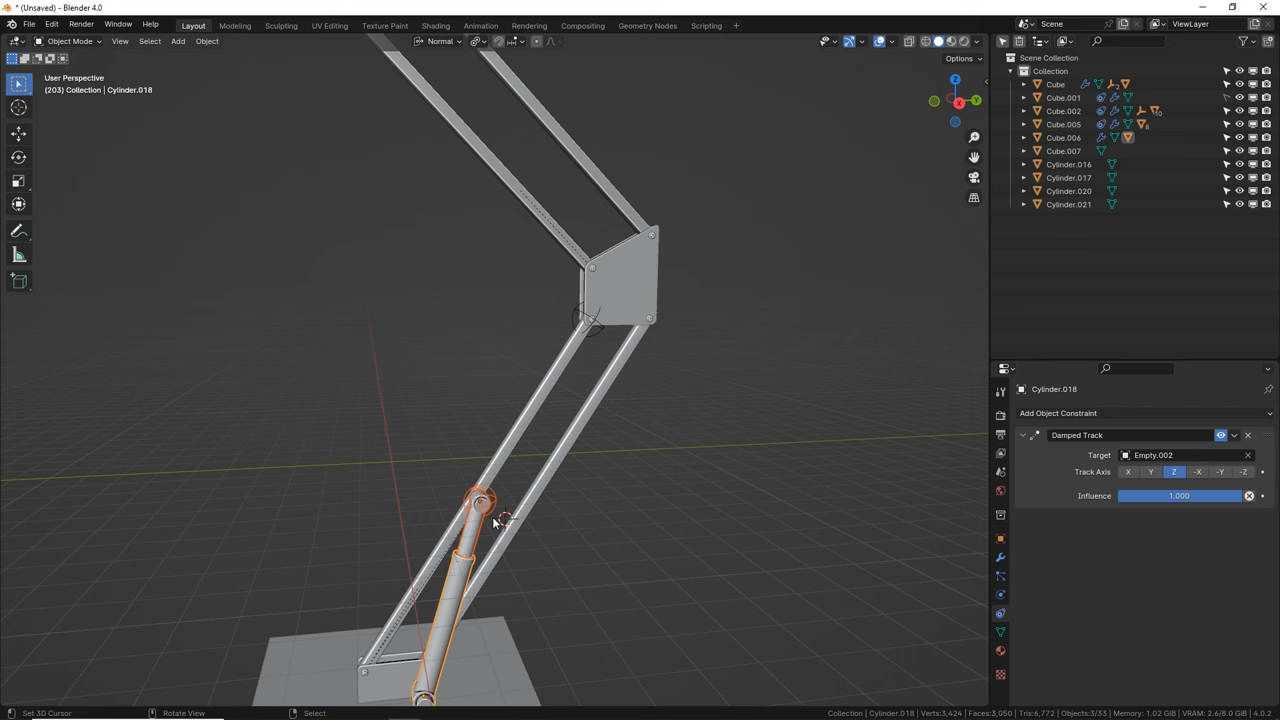 * (Unsaved) - Blender 4.0
File Edit Render Window Help Layout Modeling Sculpting UV Editing Texture Paint Shading Animation Rendering Compositing Geometry Nodes Scripting + Scene ViewLayer
Object Mode View Select Add Object Normal
Options
User Perspective
(203) Collection | Cylinder.018
Z
Y
X
Scene Collection
Collection
Cube 2
Cube.001
Cube.002 10
Cube.005 8
Cube.006
Cube.007
Cylinder.016
Cylinder.017
Cylinder.020
Cylinder.021
Cylinder.018
Add Object Constraint
Damped Track
Target Empty.002
Track Axis X Y Z -X -Y -Z
Influence 1.000
Set 3D Cursor Rotate View Select Collection | Cylinder.018 | Verts:3,424 | Faces:3,050 | Tris:6,772 | Objects:3/33 | Memory: 1.02 GiB | VRAM: 2.6/8.0 GiB | 4.0.2